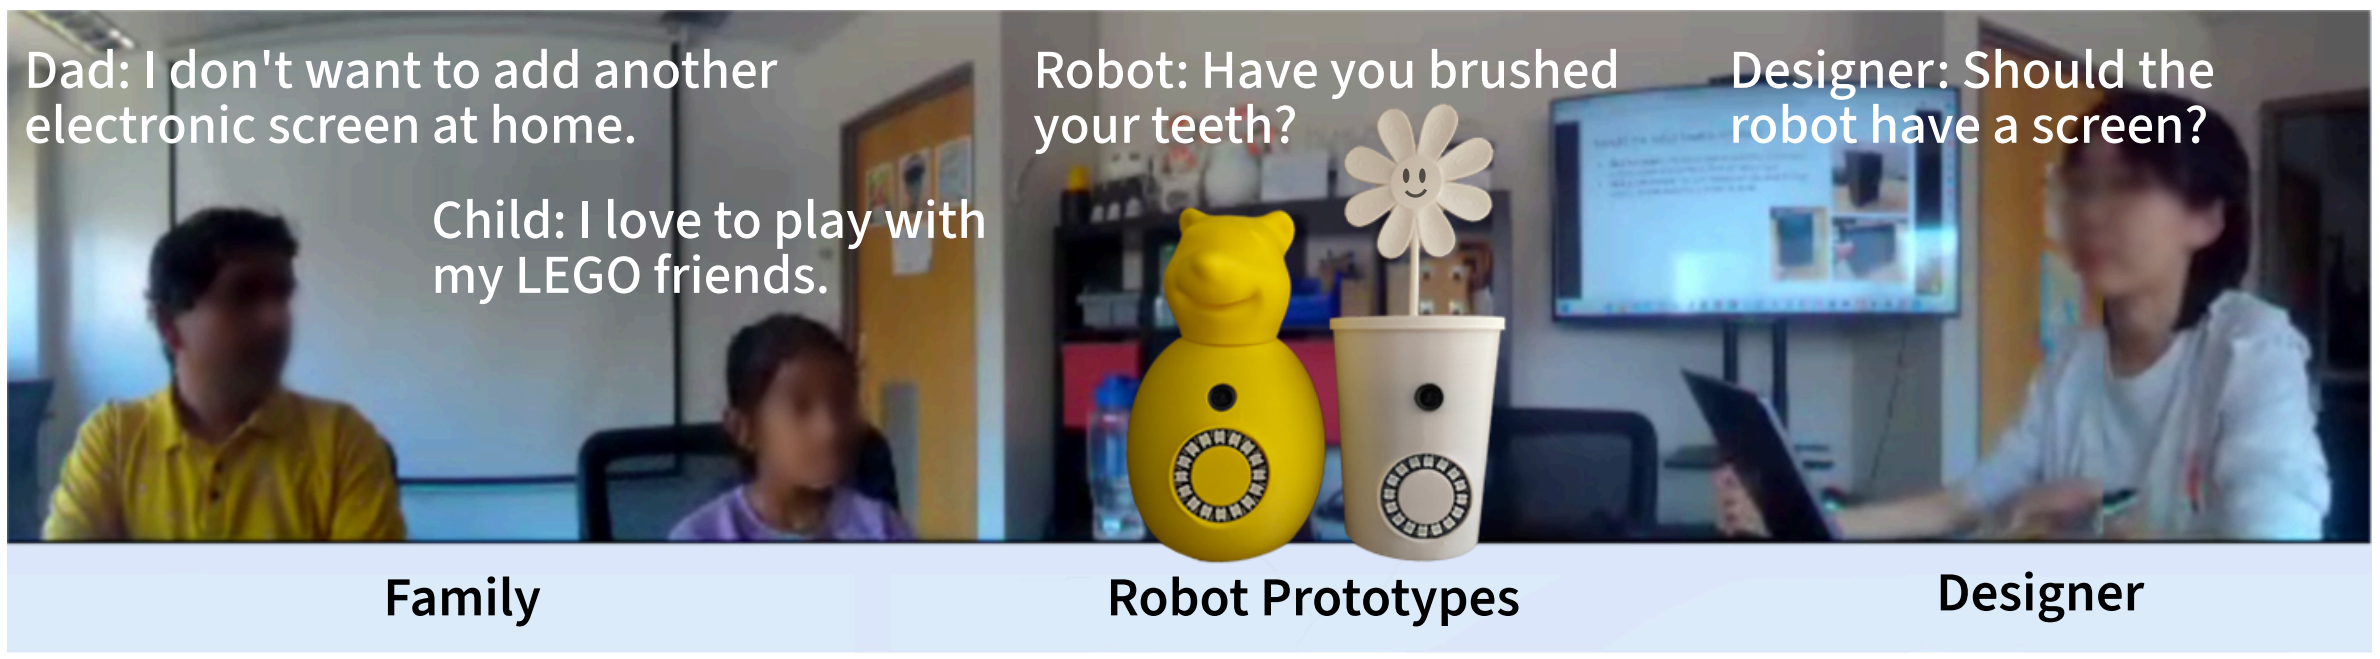 Dad: I don't want to add another
electronic screen at home.
Child: I love to play with
my LEGO friends.
Robot: Have you brushed
your teeth?
Designer: Should the
robot have a screen?
Family
Robot Prototypes
Designer